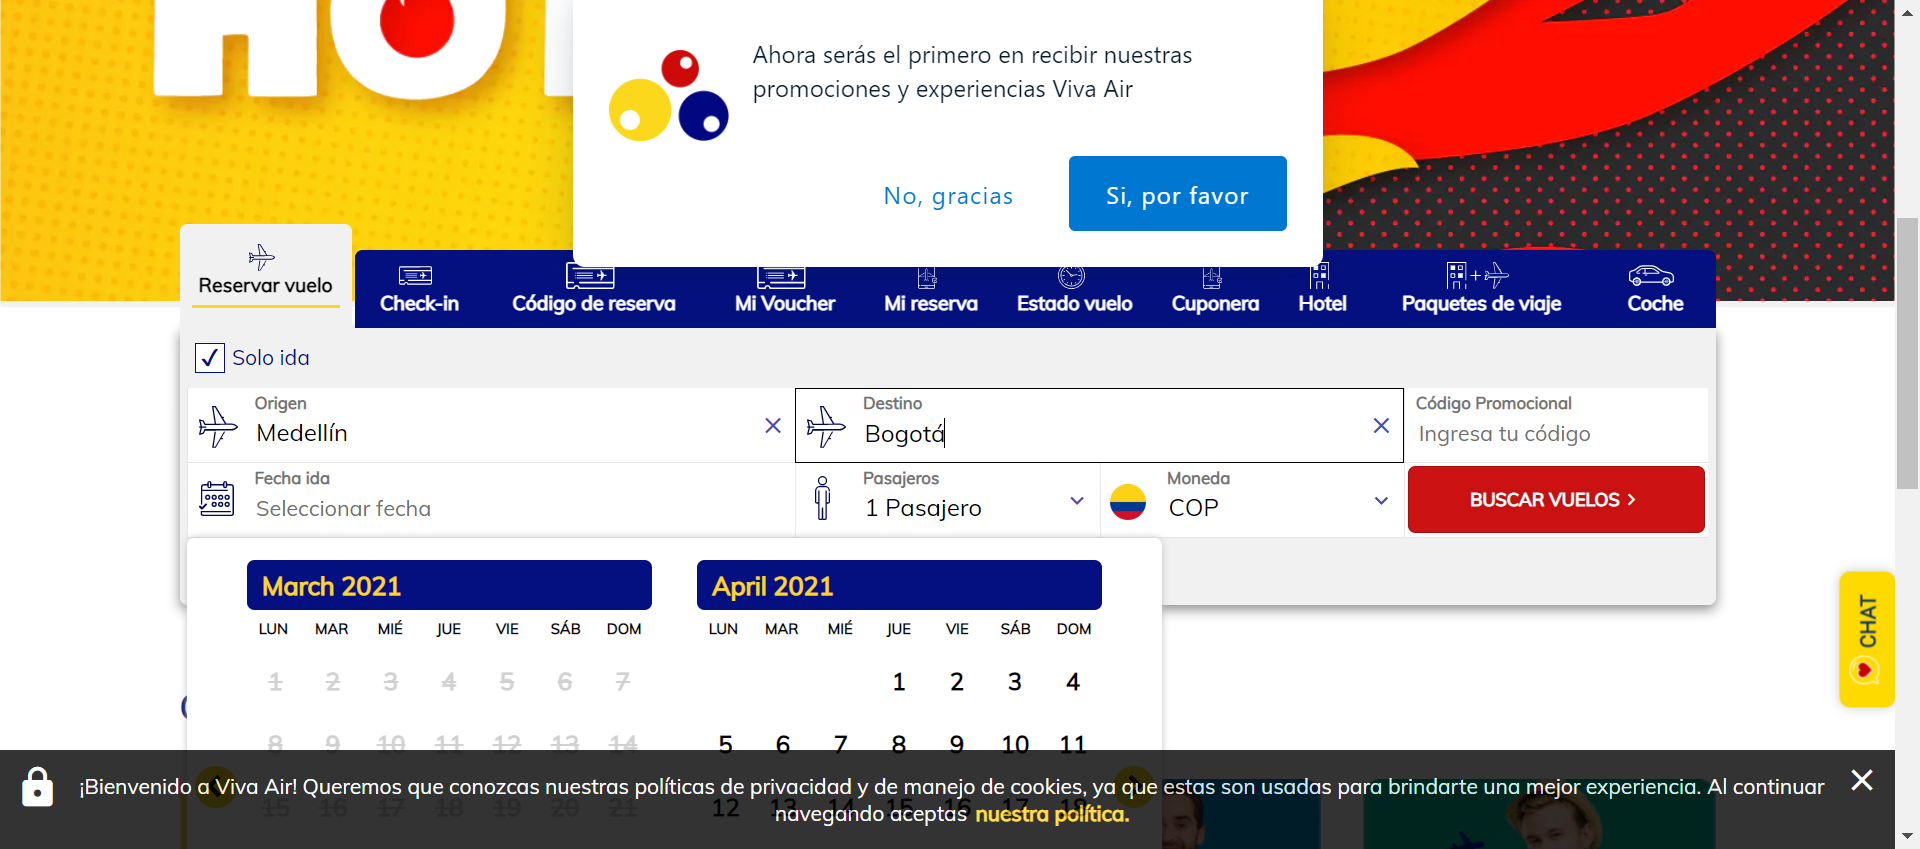 HO
Ahora serás el primero en recibir nuestras
promociones y experiencias Viva Air
No, gracias
Si, por favor
Reservar vuelo
Check-in
Código de reserva
Mi Voucher
Mi reserva
Estado vuelo
Cuponera
Hotel
Paquetes de viaje
Coche
Solo ida
Origen
Medellín
Destino
Bogotá
Código Promocional
Ingresa tu código
Fecha ida
Seleccionar fecha
Pasajeros
1 Pasajero
Moneda
COP
BUSCAR VUELOS
March 2021
April 2021
LUN MAR MIÉ JUE VIE SÁB DOM
LUN MAR MIÉ JUE VIE SÁB DOM
1 2 3 4 5 6 7
1 2 3 4
8 9 10 11 12 13 14
5 6 7 8 9 10 11
15 16 17 18 19 20 21
12 13 14 15 16 17 18
CHAT
¡Bienvenido a Viva Air! Queremos que conozcas nuestras políticas de privacidad y de manejo de cookies, ya que estas son usadas para brindarte una mejor experiencia. Al continuar
navegando aceptas nuestra política.